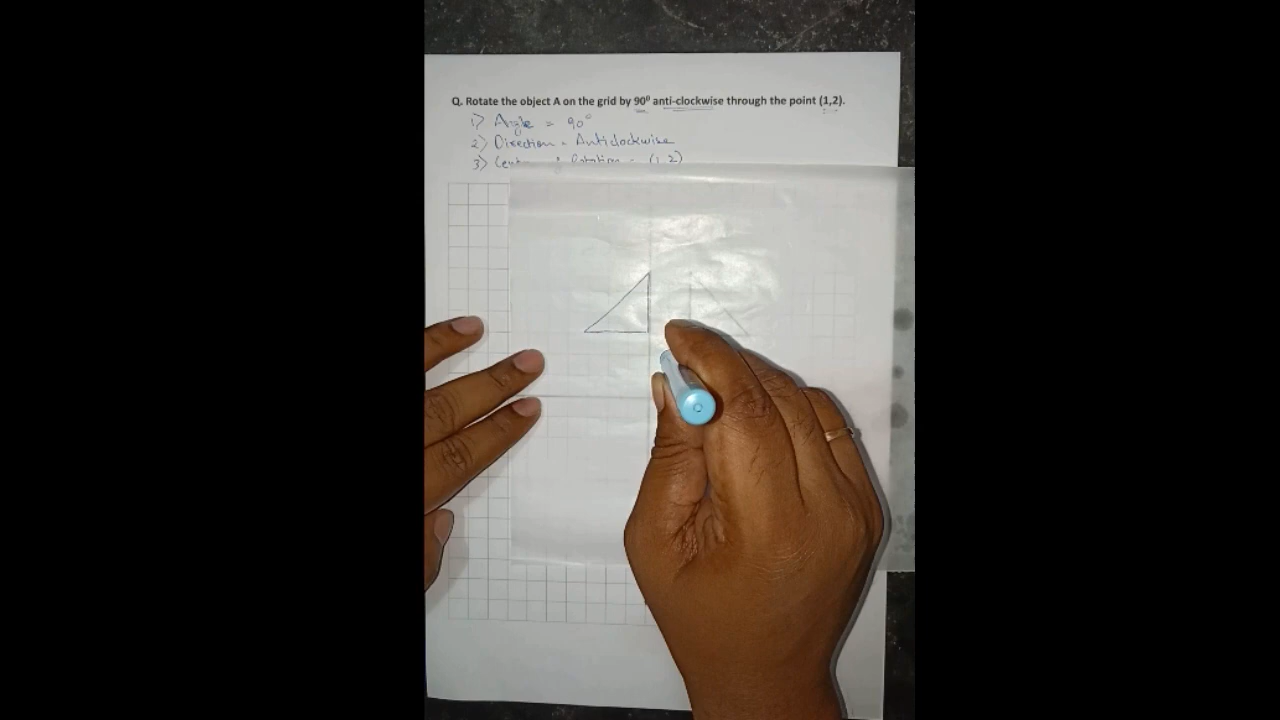 Q. Rotate the object A on the grid by 90⁰ anti-clockwise through the point (1,2).
1) Angle = 90°
2) Direction = Anticlockwise
3) Rotation = (1,2)